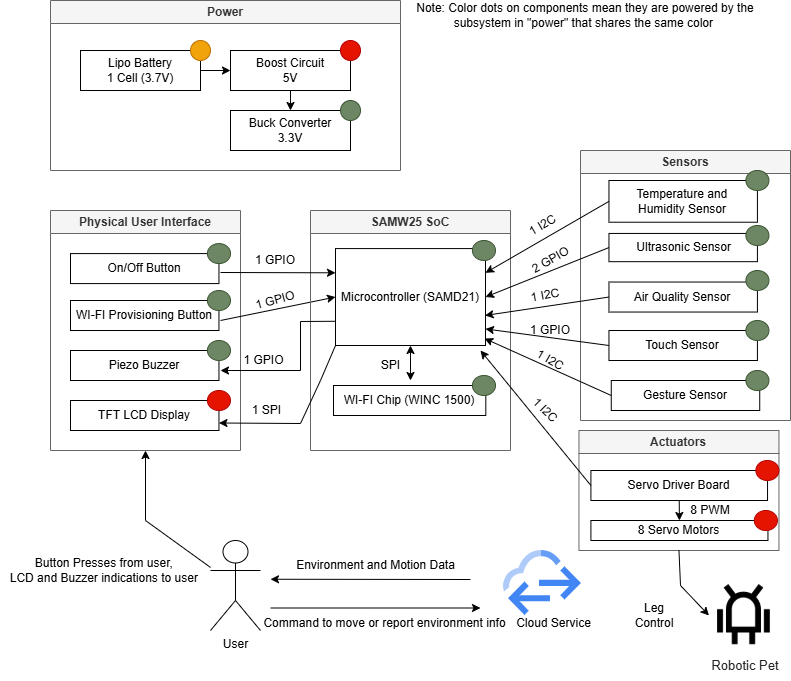 Power
Note: Color dots on components mean they are powered by the
subsystem in "power" that shares the same color
Lipo Battery
1 Cell (3.7V)
Boost Circuit
5V
Buck Converter
3.3V
Sensors
Temperature and
Humidity Sensor
Ultrasonic Sensor
Air Quality Sensor
Touch Sensor
Gesture Sensor
1 I2C
2 GPIO
1 I2C
1 GPIO
1 I2C
Physical User Interface
On/Off Button
WI-FI Provisioning Button
Piezo Buzzer
TFT LCD Display
1 GPIO
1 GPIO
1 GPIO
1 SPI
SAMW25 SoC
Microcontroller (SAMD21)
SPI
WI-FI Chip (WINC 1500)
1 I2C
Actuators
Servo Driver Board
8 PWM
8 Servo Motors
Button Presses from user,
LCD and Buzzer indications to user
User
Environment and Motion Data
Command to move or report environment info
Cloud Service
Leg
Control
Robotic Pet